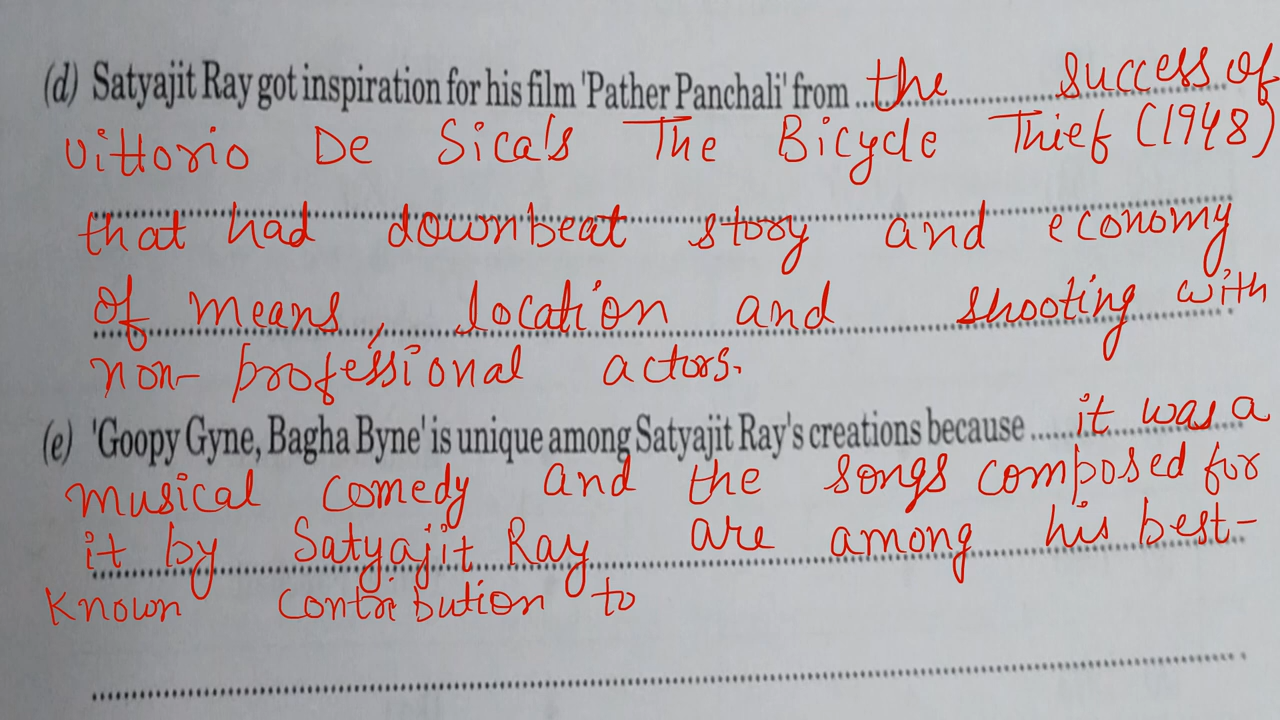 (d) Satyajit Ray got inspiration for his film 'Pather Panchali' from ... the success of
Vittorio De Sica's The Bicycle Thief (1948)
that had downbeat story and economy
of means, location and shooting with
non-professional actors.
(e) 'Goopy Gyne, Bagha Byne' is unique among Satyajit Ray's creations because ...... it was a
musical comedy and the songs composed for
it by Satyajit Ray are among his best-
known contribution to